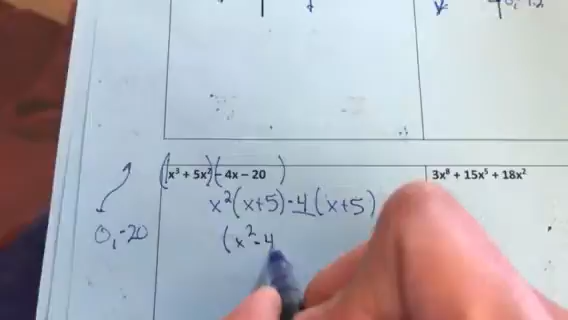 (x³ + 5x²)(- 4x – 20)
3x⁸ + 15x⁵ + 18x²
x²(x+5)-4(x+5)
0,-20
(x²-4